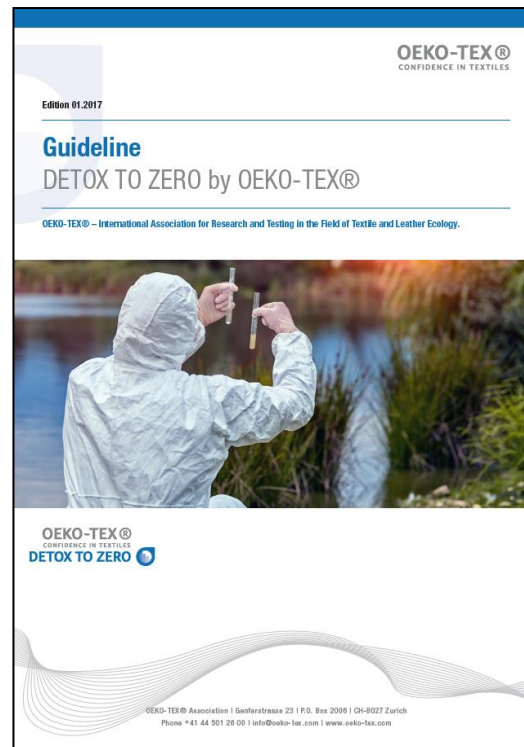 OEKO-TEX®
CONFIDENCE IN TEXTILES
Edition 01.2017
Guideline
DETOX TO ZERO by OEKO-TEX®
OEKO-TEX® – International Association for Research and Testing in the Field of Textile and Leather Ecology.
OEKO-TEX®
CONFIDENCE IN TEXTILES
DETOX TO ZERO
OEKO-TEX® Association | Genferstrasse 23 | P.O. Box 2006 | CH-8027 Zurich
Phone +41 44 501 26 00 | info@oeko-tex.com | www.oeko-tex.com